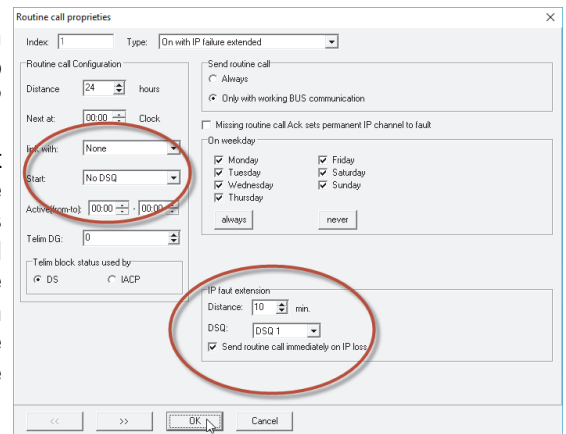 Routine call proprieties
Index: 1 Type: On with IP failure extended
Routine call Configuration
Distance 24 hours
Next at: 00:00 Clock
link with: None
Start: No DSQ
Active(from-to): 00:00 - 00:00
Telim DG: 0
Telim block status used by
DS IACP
Send routine call
Always
Only with working BUS communication
Missing routine call Ack sets permanent IP channel to fault
On weekday
Monday Friday
Tuesday Saturday
Wednesday Sunday
Thursday
always never
IP faut extension
Distance: 10 min.
DSQ: DSQ 1
Send routine call immediately on IP loss
<< >> OK Cancel